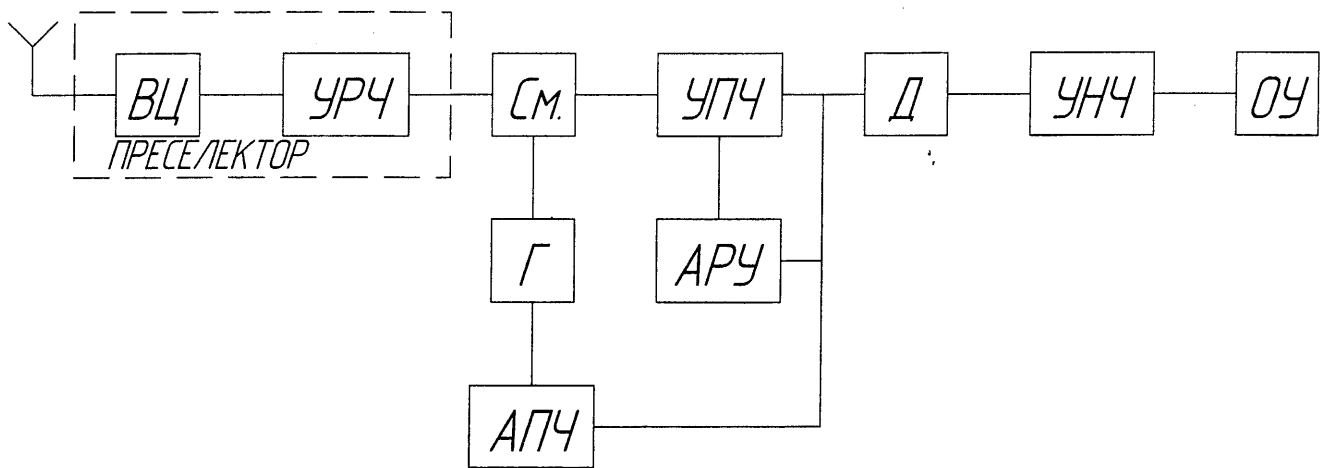 ВЦ
УРЧ
См.
УПЧ
Д
УНЧ
ОУ
ПРЕСЕЛЕКТОР
Г
АРУ
АПЧ